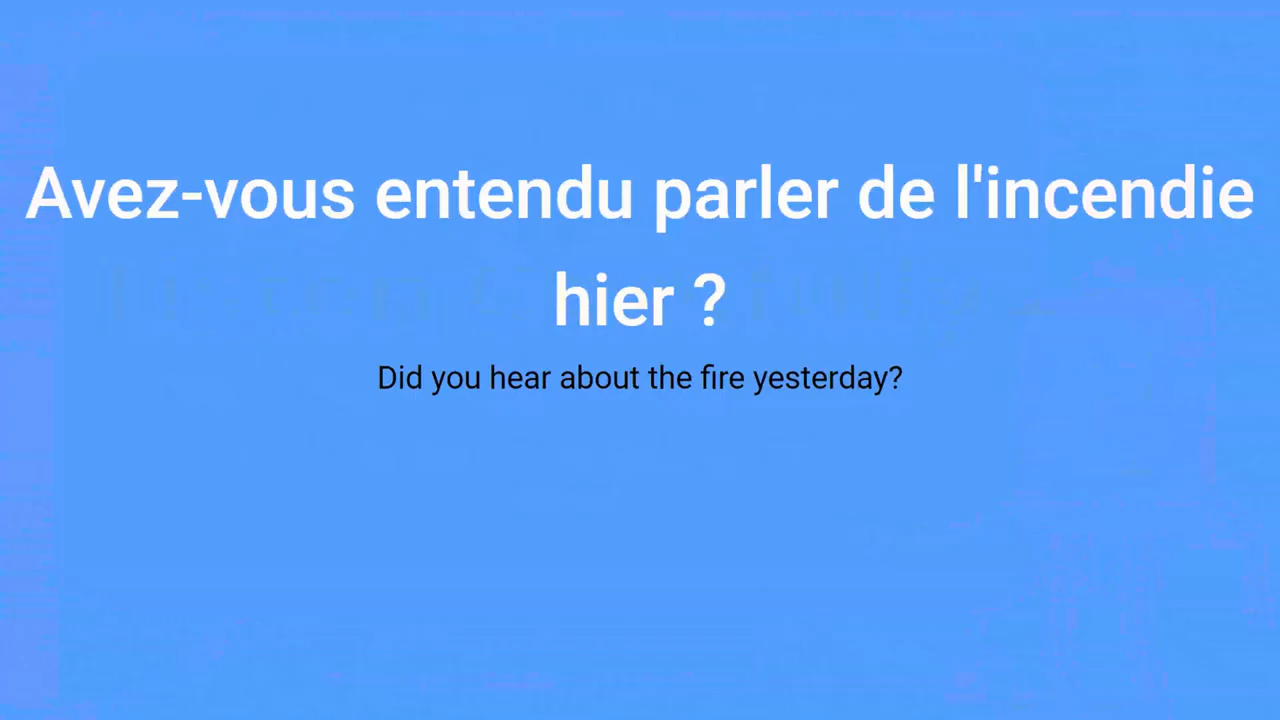 Avez-vous entendu parler de l'incendie
hier ?
Did you hear about the fire yesterday?